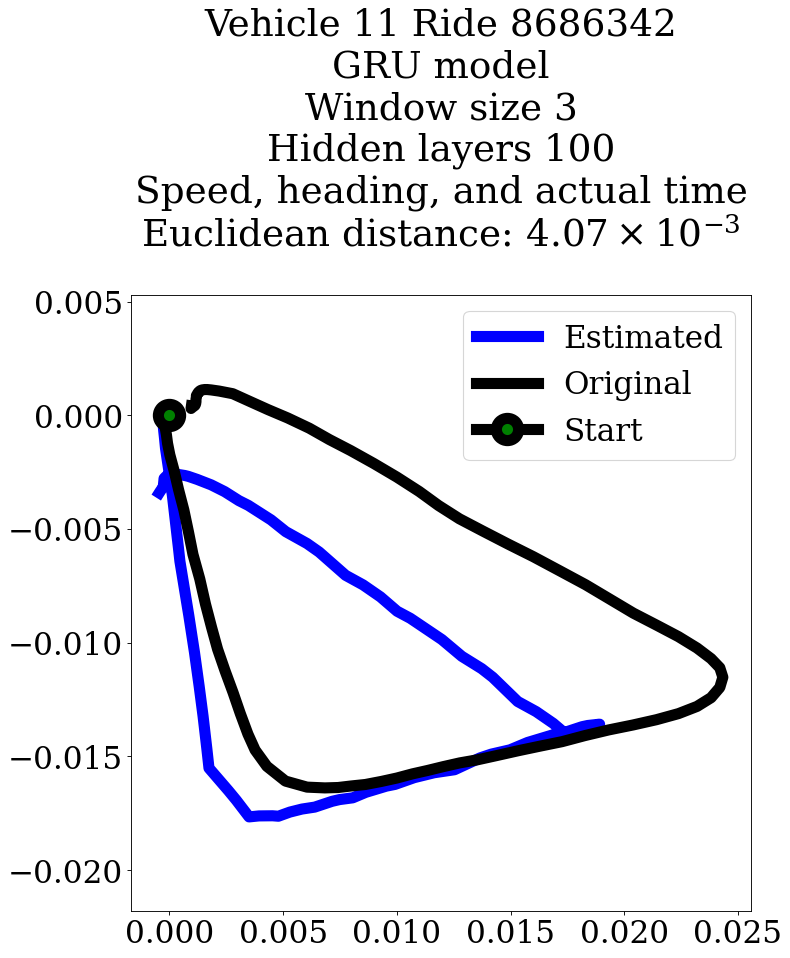 Vehicle 11 Ride 8686342
GRU model
Window size 3
Hidden layers 100
Speed, heading, and actual time
Euclidean distance: 4.07 × 10⁻³
Estimated
Original
Start
0.005
0.000
−0.005
−0.010
−0.015
−0.020
0.000 0.005 0.010 0.015 0.020 0.025